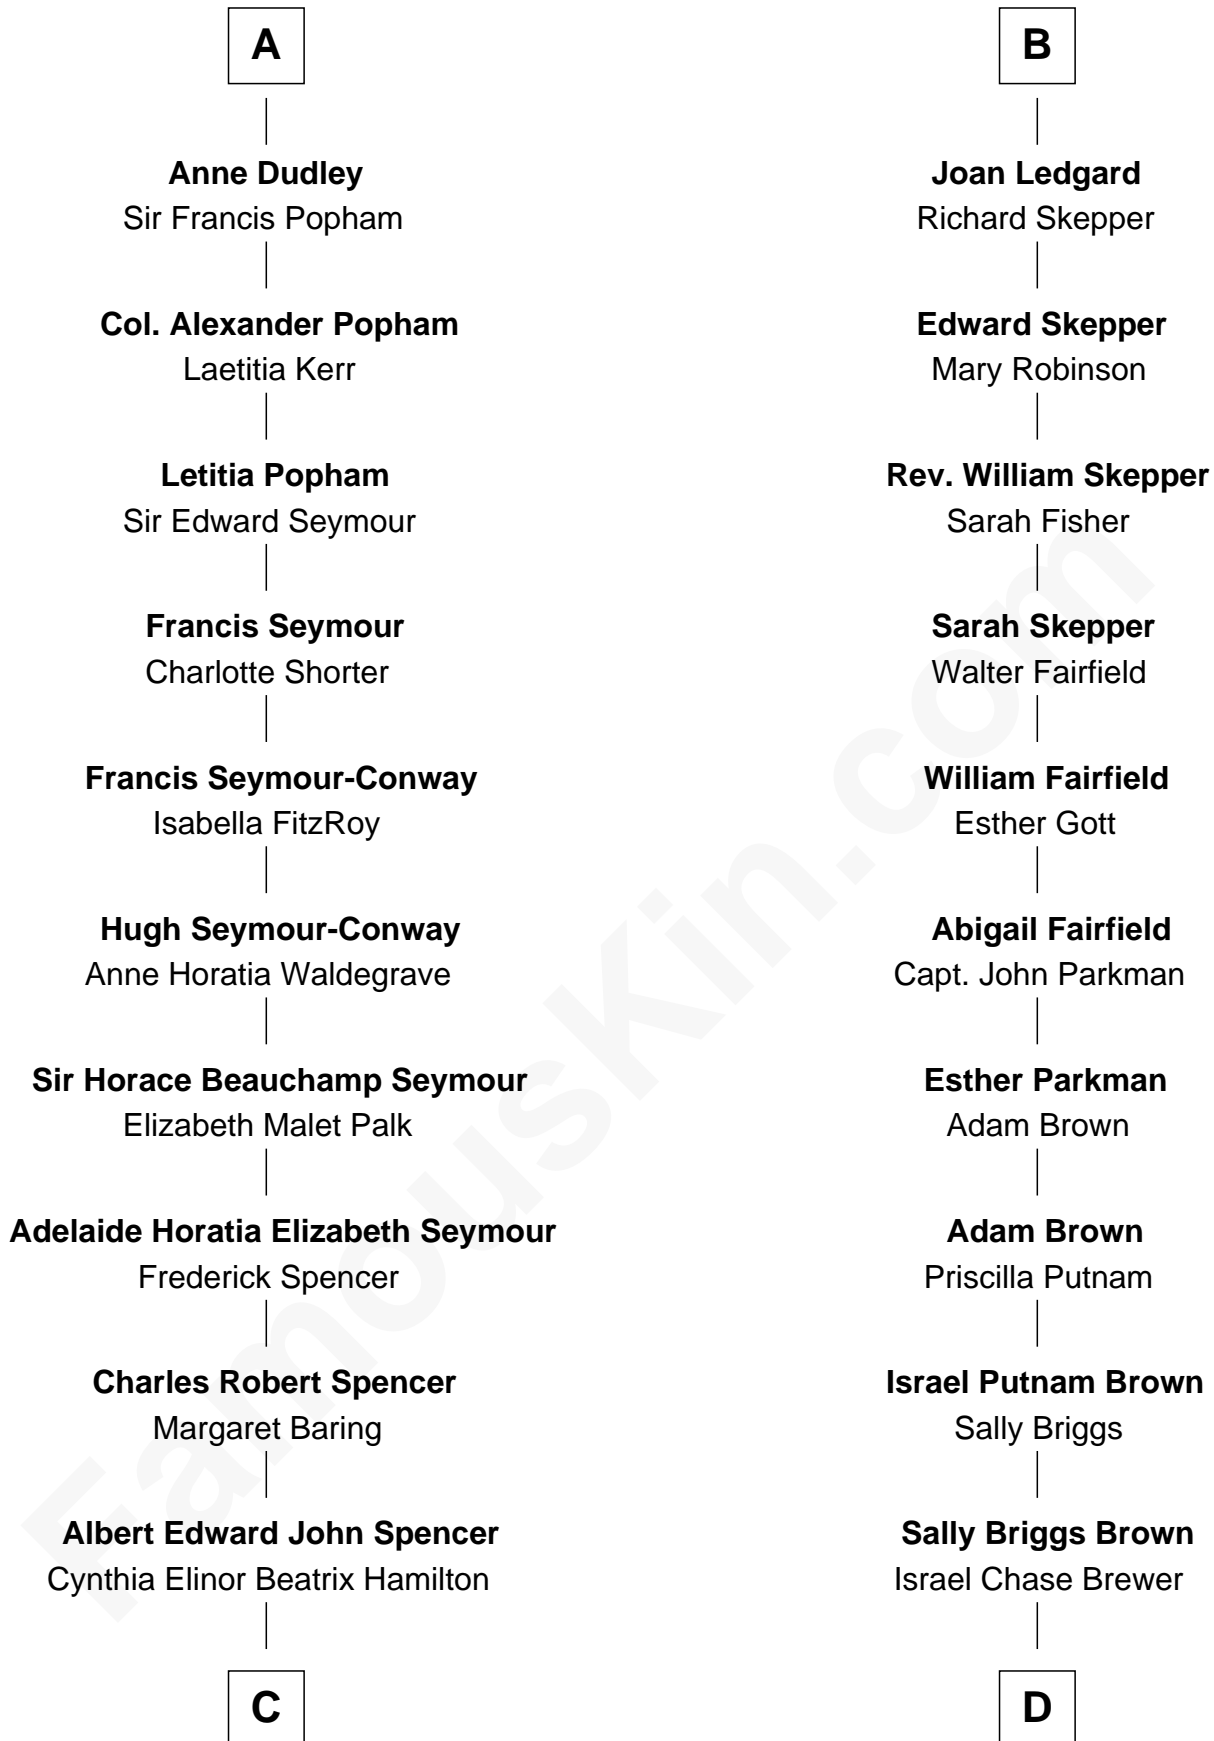 A
Anne Dudley
Sir Francis Popham
Col. Alexander Popham
Laetitia Kerr
Letitia Popham
Sir Edward Seymour
Francis Seymour
Charlotte Shorter
Francis Seymour-Conway
Isabella FitzRoy
Hugh Seymour-Conway
Anne Horatia Waldegrave
Sir Horace Beauchamp Seymour
Elizabeth Malet Palk
Adelaide Horatia Elizabeth Seymour
Frederick Spencer
Charles Robert Spencer
Margaret Baring
Albert Edward John Spencer
Cynthia Elinor Beatrix Hamilton
C
B
Joan Ledgard
Richard Skepper
Edward Skepper
Mary Robinson
Rev. William Skepper
Sarah Fisher
Sarah Skepper
Walter Fairfield
William Fairfield
Esther Gott
Abigail Fairfield
Capt. John Parkman
Esther Parkman
Adam Brown
Adam Brown
Priscilla Putnam
Israel Putnam Brown
Sally Briggs
Sally Briggs Brown
Israel Chase Brewer
D
FamousKin.com